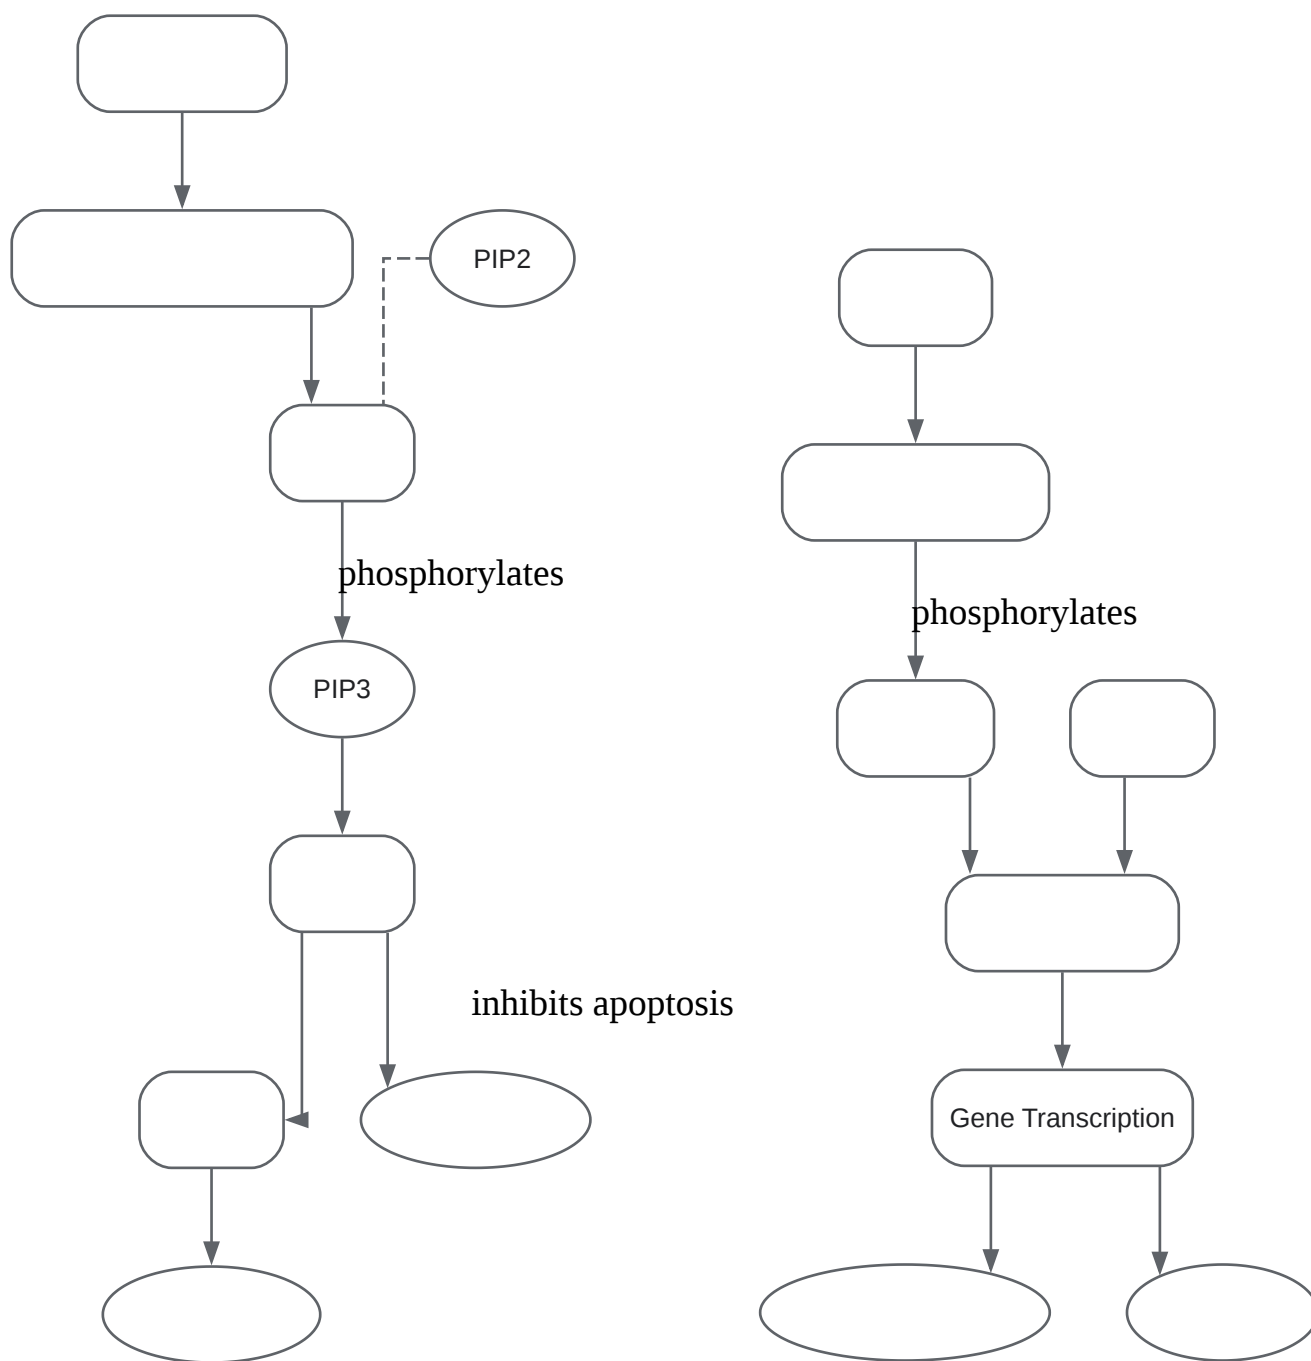 PIP2
phosphorylates
phosphorylates
PIP3
inhibits apoptosis
Gene Transcription